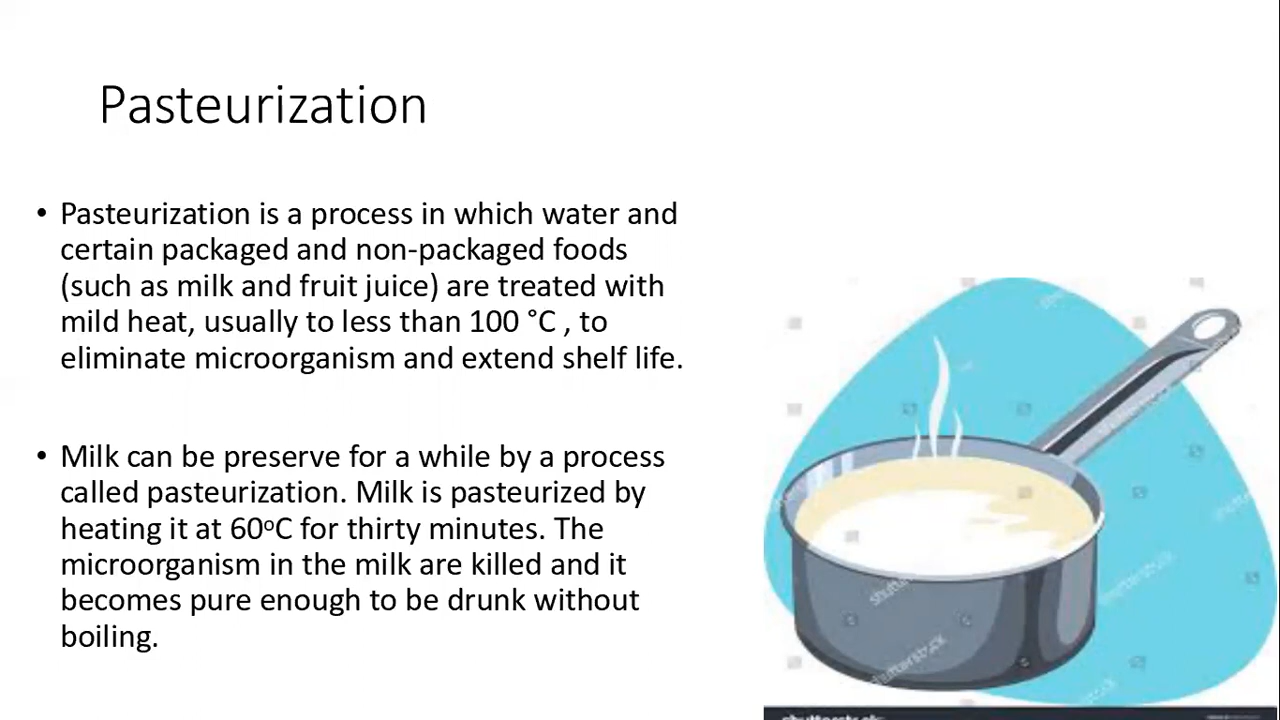 Pasteurization
• Pasteurization is a process in which water and
certain packaged and non-packaged foods
(such as milk and fruit juice) are treated with
mild heat, usually to less than 100 °C , to
eliminate microorganism and extend shelf life.
• Milk can be preserve for a while by a process
called pasteurization. Milk is pasteurized by
heating it at 60ºC for thirty minutes. The
microorganism in the milk are killed and it
becomes pure enough to be drunk without
boiling.
shutterstock
shutterstock